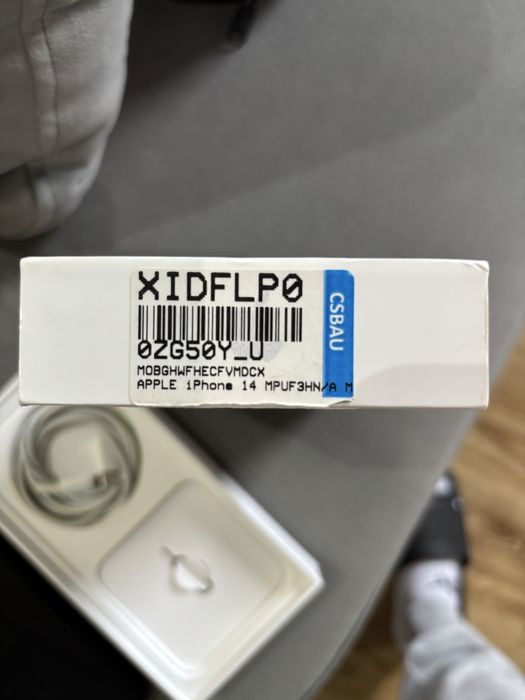 XIDFLP0
0ZG50Y_U
MOBGHWFHECFVMDCX
APPLE iPhone 14 MPUF3HN/A M
CSBAU